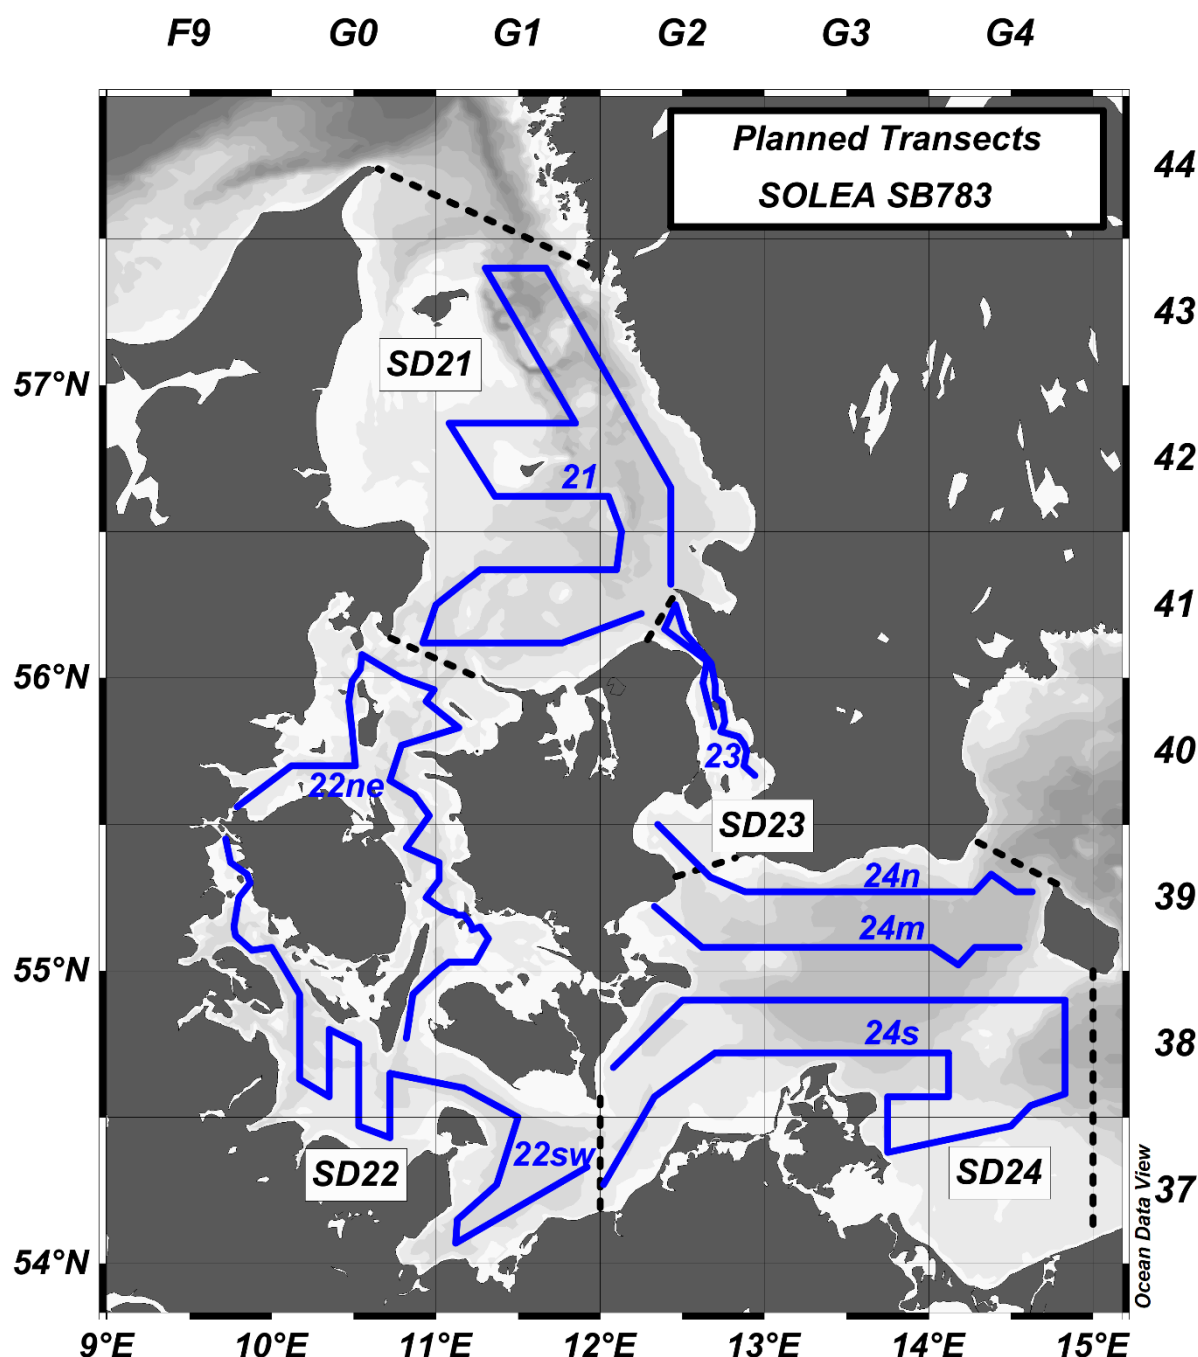 F9 G0 G1 G2 G3 G4
Planned Transects
SOLEA SB783
44
43
SD21
57°N
42
21
41
56°N
40
23
22ne
SD23
24n
39
24m
55°N
24s
38
22sw
SD22
SD24
37
54°N
Ocean Data View
9°E 10°E 11°E 12°E 13°E 14°E 15°E